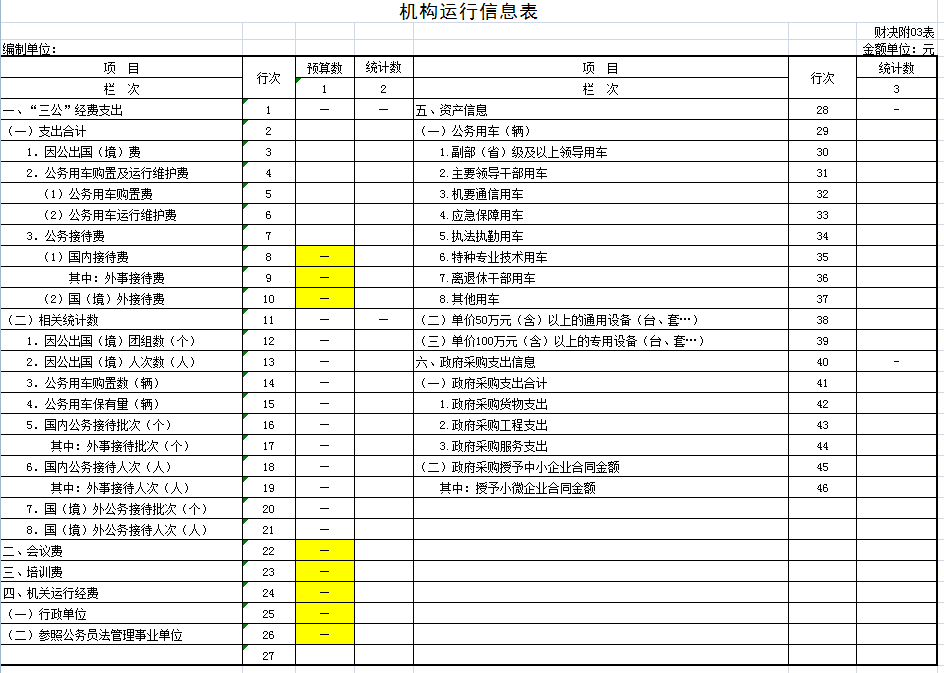 机构运行信息表
财决附03表
编制单位： 金额单位：元
项 目 行次 预算数 统计数 项 目 行次 统计数
栏 次 1 2 栏 次 3
一、“三公”经费支出 1 — — 五、资产信息 28 -
（一）支出合计 2 （一）公务用车（辆） 29
1．因公出国（境）费 3 1.副部（省）级及以上领导用车 30
2．公务用车购置及运行维护费 4 2.主要领导干部用车 31
（1）公务用车购置费 5 3.机要通信用车 32
（2）公务用车运行维护费 6 4.应急保障用车 33
3．公务接待费 7 5.执法执勤用车 34
（1）国内接待费 8 — 6.特种专业技术用车 35
其中：外事接待费 9 — 7.离退休干部用车 36
（2）国（境）外接待费 10 — 8.其他用车 37
（二）相关统计数 11 — — （二）单价50万元（含）以上的通用设备（台、套…） 38
1．因公出国（境）团组数（个） 12 — （三）单价100万元（含）以上的专用设备（台、套…） 39
2．因公出国（境）人次数（人） 13 — 六、政府采购支出信息 40 -
3．公务用车购置数（辆） 14 — （一）政府采购支出合计 41
4．公务用车保有量（辆） 15 — 1.政府采购货物支出 42
5．国内公务接待批次（个） 16 — 2.政府采购工程支出 43
其中：外事接待批次（个） 17 — 3.政府采购服务支出 44
6．国内公务接待人次（人） 18 — （二）政府采购授予中小企业合同金额 45
其中：外事接待人次（人） 19 — 其中：授予小微企业合同金额 46
7．国（境）外公务接待批次（个） 20 —
8．国（境）外公务接待人次（人） 21 —
二、会议费 22 —
三、培训费 23 —
四、机关运行经费 24 —
（一）行政单位 25 —
（二）参照公务员法管理事业单位 26 —
27